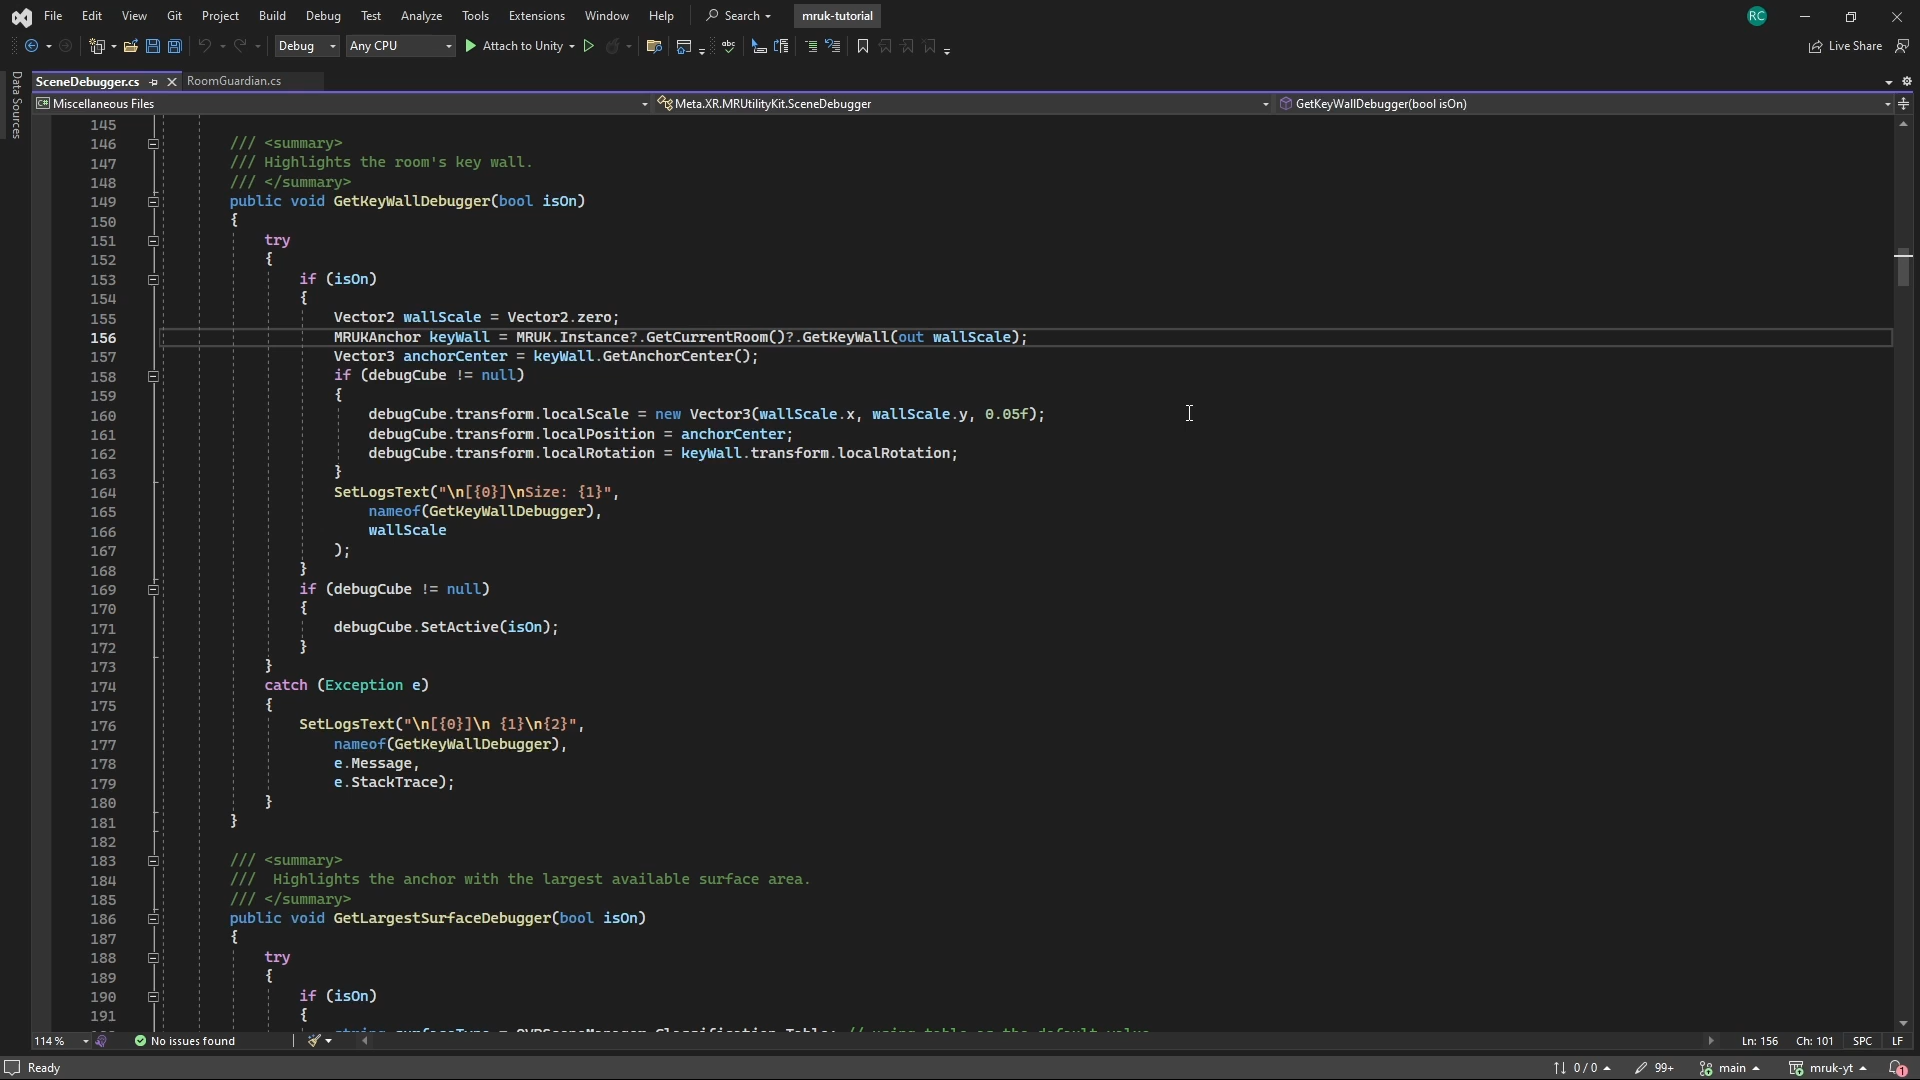 File Edit View Git Project Build Debug Test Analyze Tools Extensions Window Help Search mruk-tutorial RC
Debug Any CPU Attach to Unity abc Live Share
Data Sources
SceneDebugger.cs RoomGuardian.cs
C# Miscellaneous Files Meta.XR.MRUtilityKit.SceneDebugger GetKeyWallDebugger(bool isOn)
145
146 /// <summary>
147 /// Highlights the room's key wall.
148 /// </summary>
149 public void GetKeyWallDebugger(bool isOn)
150 {
151 try
152 {
153 if (isOn)
154 {
155 Vector2 wallScale = Vector2.zero;
156 MRUKAnchor keyWall = MRUK.Instance?.GetCurrentRoom()?.GetKeyWall(out wallScale);
157 Vector3 anchorCenter = keyWall.GetAnchorCenter();
158 if (debugCube != null)
159 {
160 debugCube.transform.localScale = new Vector3(wallScale.x, wallScale.y, 0.05f);
161 debugCube.transform.localPosition = anchorCenter;
162 debugCube.transform.localRotation = keyWall.transform.localRotation;
163 }
164 SetLogsText("\n[{0}]\nSize: {1}",
165 nameof(GetKeyWallDebugger),
166 wallScale
167 );
168 }
169 if (debugCube != null)
170 {
171 debugCube.SetActive(isOn);
172 }
173 }
174 catch (Exception e)
175 {
176 SetLogsText("\n[{0}]\n {1}\n{2}",
177 nameof(GetKeyWallDebugger),
178 e.Message,
179 e.StackTrace);
180 }
181 }
182
183 /// <summary>
184 /// Highlights the anchor with the largest available surface area.
185 /// </summary>
186 public void GetLargestSurfaceDebugger(bool isOn)
187 {
188 try
189 {
190 if (isOn)
191 {
114 % No issues found Ln: 156 Ch: 101 SPC LF
Ready 0 / 0 99+ main mruk-yt 1